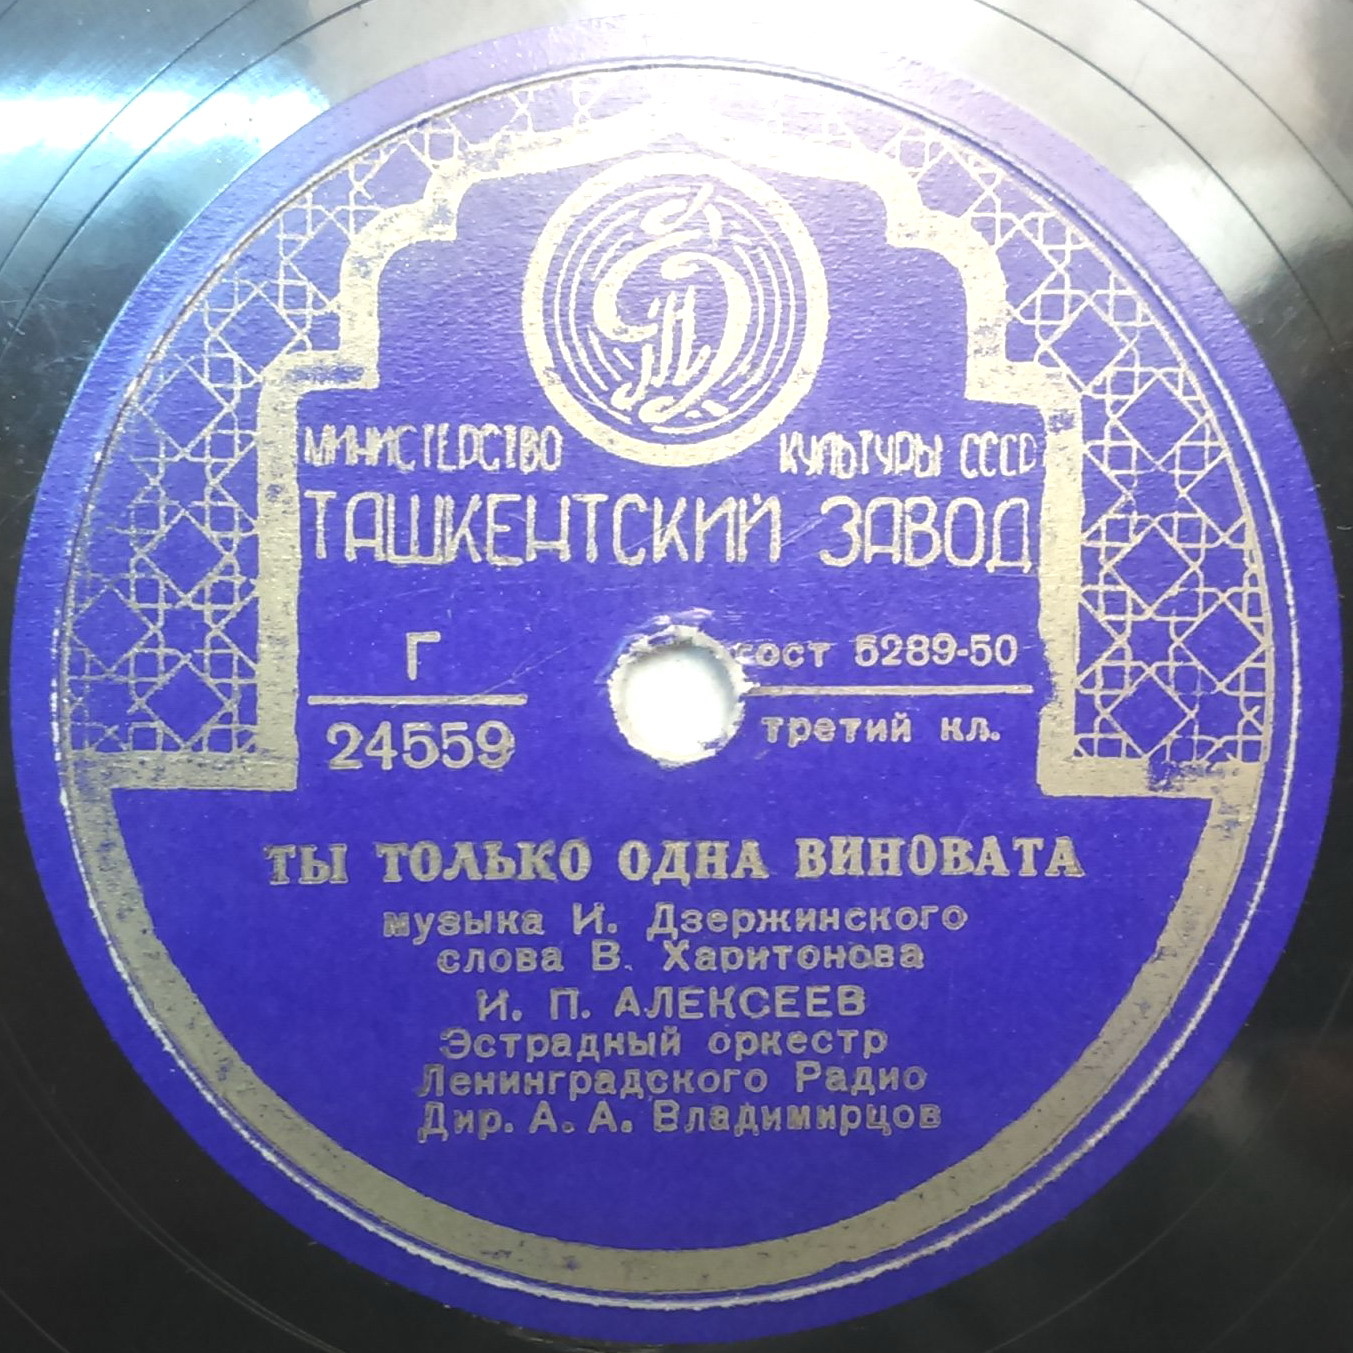 МИНИСТЕРСТВО КУЛЬТУРЫ СССР
ТАШКЕНТСКИЙ ЗАВОД
Г
24559
ГОСТ 5289-50
третий кл.
ТЫ ТОЛЬКО ОДНА ВИНОВАТА
музыка И. Дзержинского
слова В. Харитонова
И. П. АЛЕКСЕЕВ
Эстрадный оркестр
Ленинградского Радио
Дир. А. А. Владимирцов